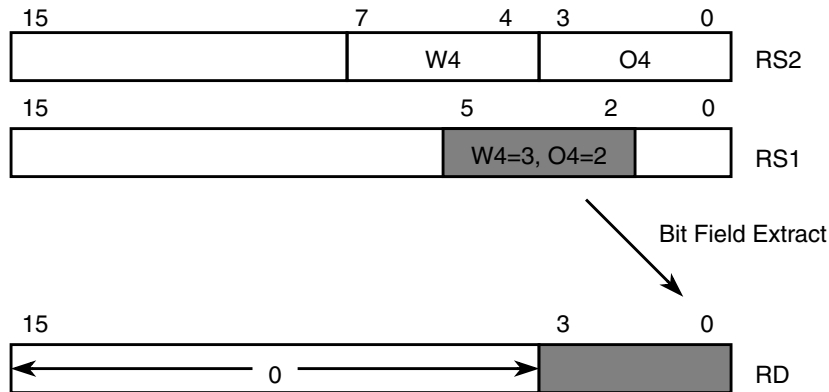 15 7 4 3 0
W4 O4 RS2
15 5 2 0
W4=3, O4=2 RS1
Bit Field Extract
15 3 0
0 RD